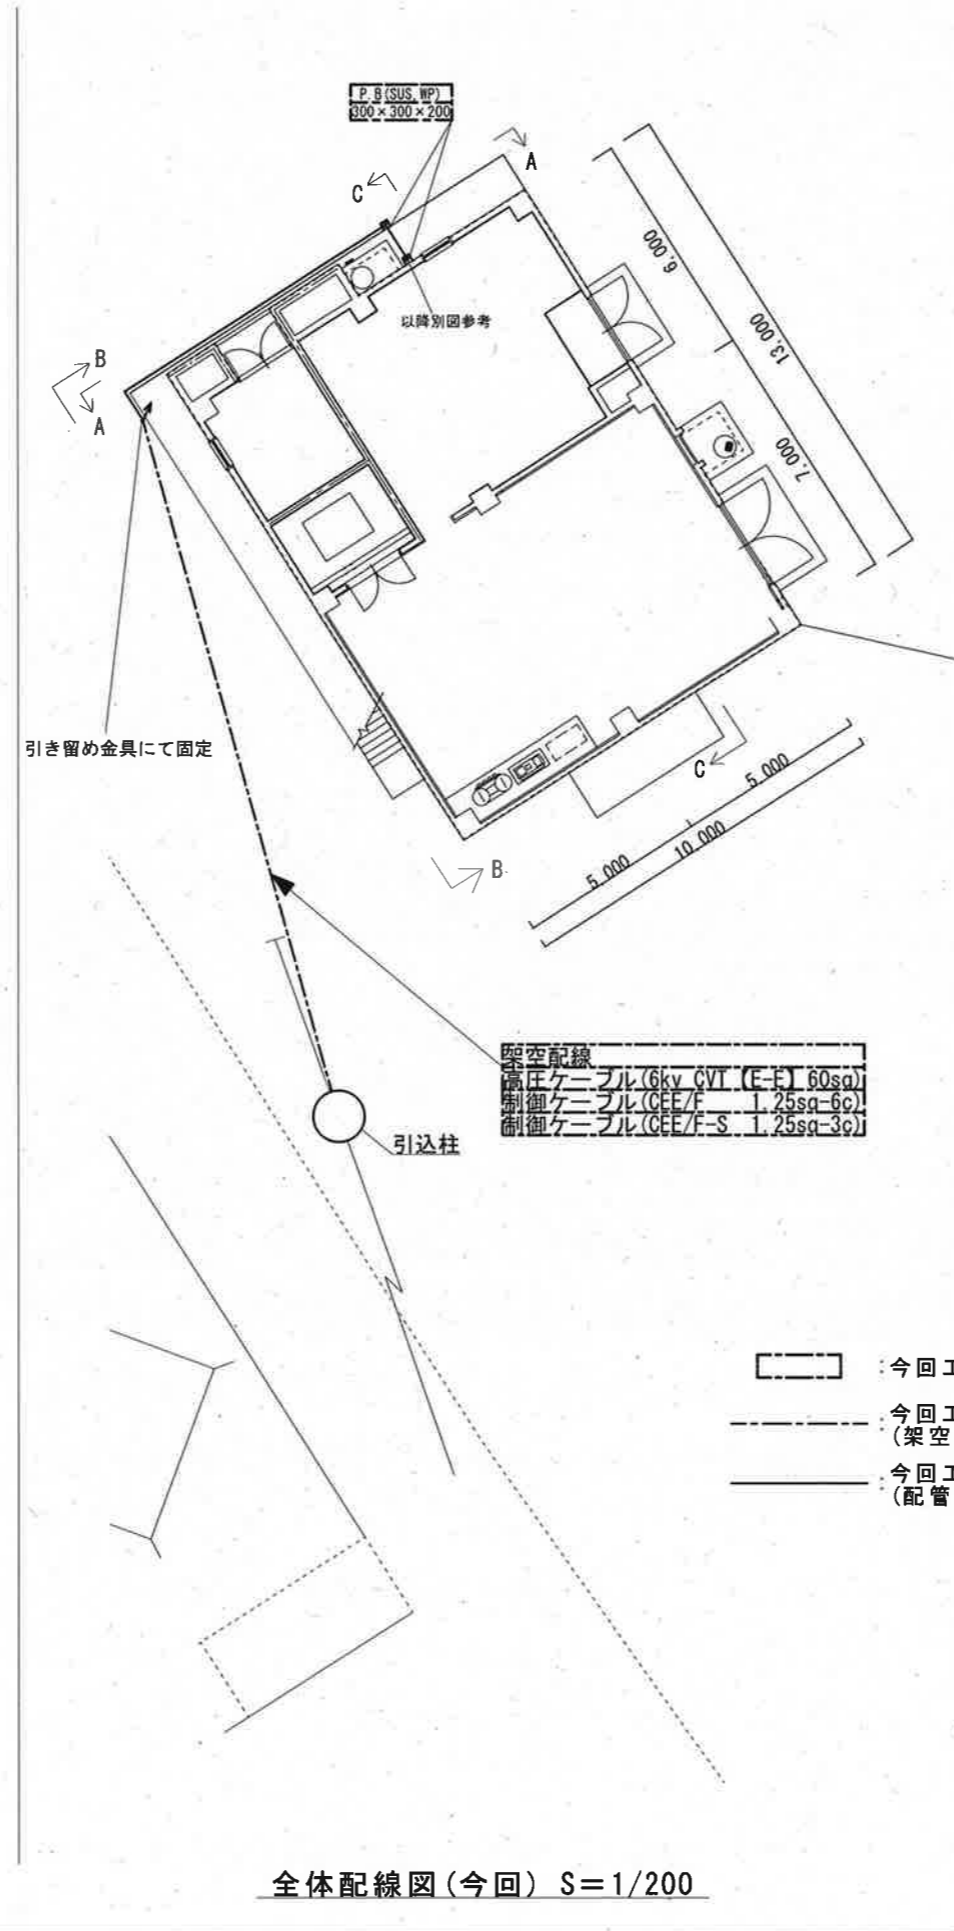 P.B(SUS.WP)
300×300×200
A
C
6,000
13,000
以降別図参考
B
A
7,000
引き留め金具にて固定
C
5,000
10,000
5,000
B
架空配線
高圧ケーブル(6kv CVT【E-E】60sq)
制御ケーブル(CEE/F 1.25sq-6c)
制御ケーブル(CEE/F-S 1.25sq-3c)
引込柱
:今回工
:今回工
(架空
:今回工
(配管
全体配線図(今回) S=1/200